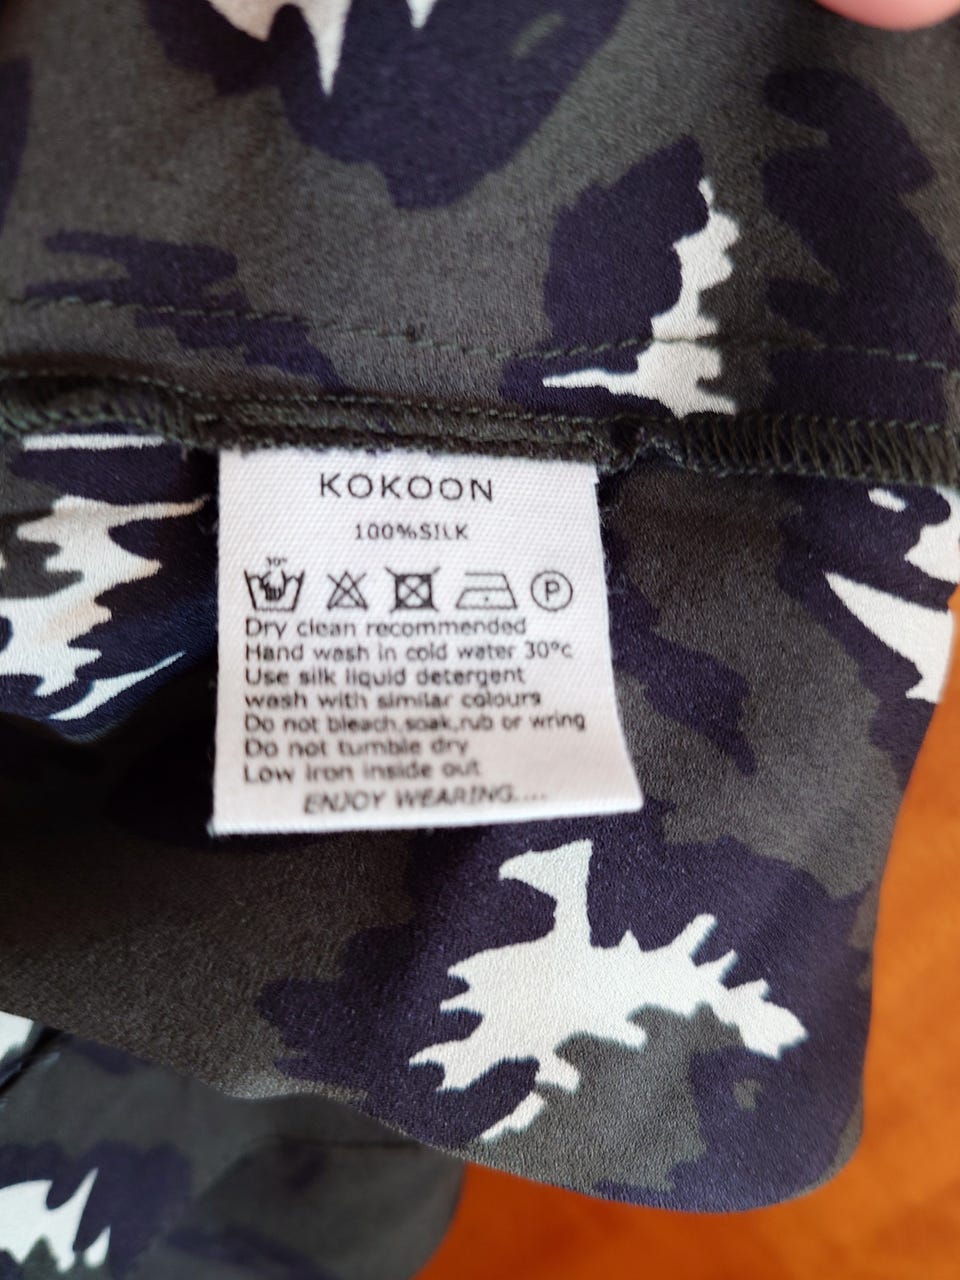 KOKOON
100%SILK
30°
P
Dry clean recommended
Hand wash in cold water 30°c
Use silk liquid detergent
wash with similar colours
Do not bleach,soak,rub or wring
Do not tumble dry
Low iron inside out
ENJOY WEARING....